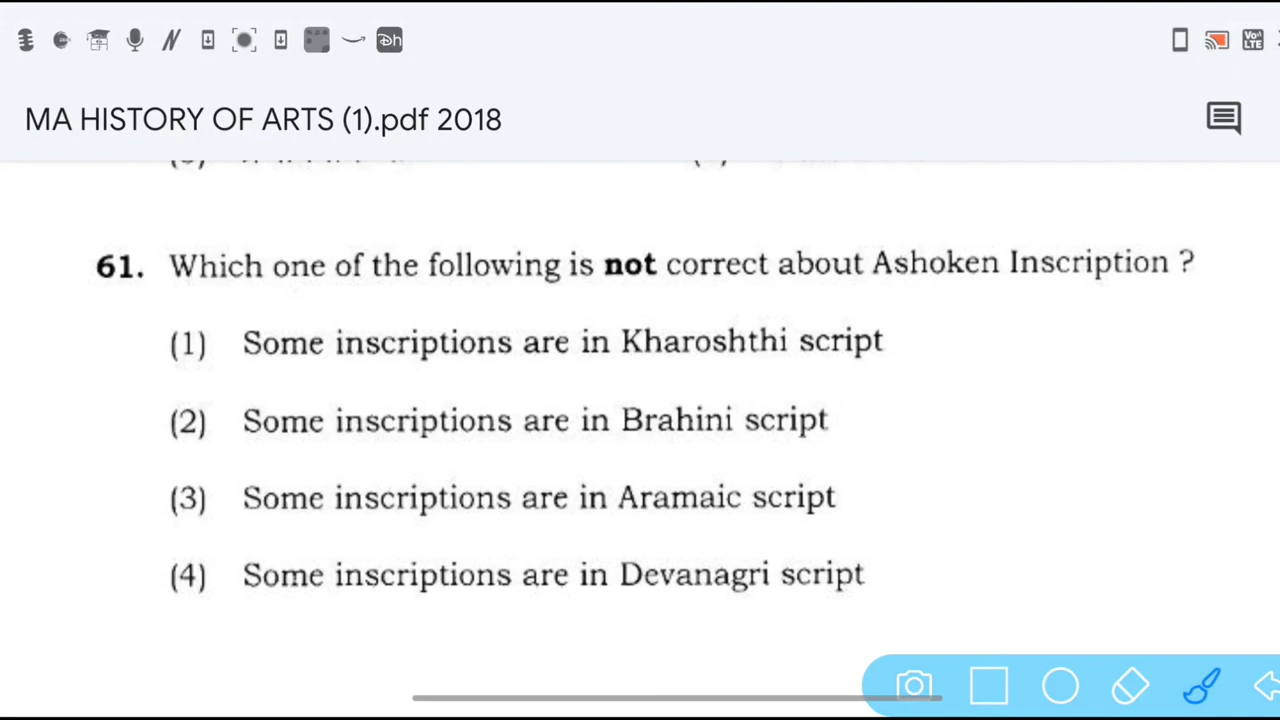 Vo))
LTE
MA HISTORY OF ARTS (1).pdf 2018
61. Which one of the following is not correct about Ashoken Inscription ?
(1) Some inscriptions are in Kharoshthi script
(2) Some inscriptions are in Brahini script
(3) Some inscriptions are in Aramaic script
(4) Some inscriptions are in Devanagri script